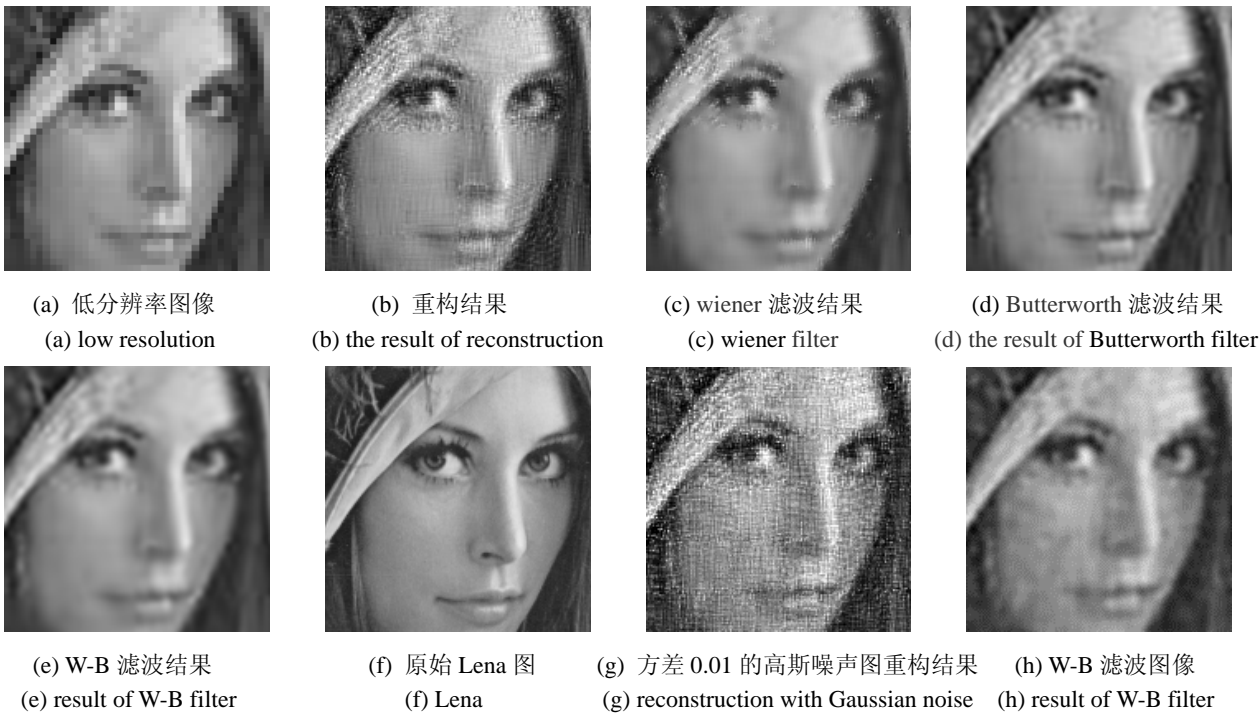 (a) 低分辨率图像
(b) 重构结果
(c) wiener 滤波结果
(d) Butterworth 滤波结果
(a) low resolution
(b) the result of reconstruction
(c) wiener filter
(d) the result of Butterworth filter
(e) W-B 滤波结果
(f) 原始 Lena 图
(g) 方差 0.01 的高斯噪声图重构结果
(h) W-B 滤波图像
(e) result of W-B filter
(f) Lena
(g) reconstruction with Gaussian noise
(h) result of W-B filter